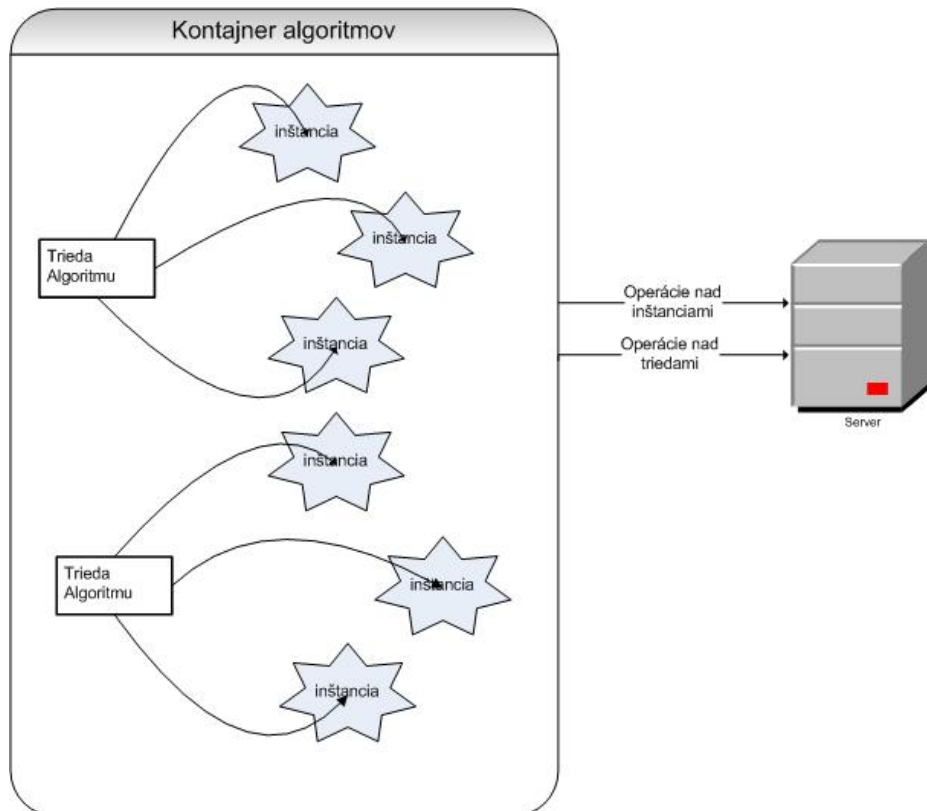 Kontajner algoritmov
inštancia
inštancia
Trieda
Algoritmu
inštancia
Operácie nad
inštanciami
Operácie nad
triedami
Server
inštancia
Trieda
Algoritmu
inštancia
inštancia